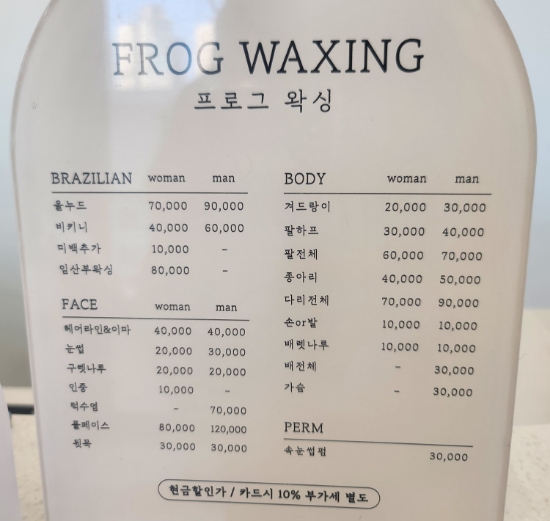 FROG WAXING
프로그 왁싱
BRAZILIAN woman man
올누드 70,000 90,000
비키니 40,000 60,000
미백추가 10,000 -
임산부왁싱 80,000 -
FACE woman man
헤어라인&이마 40,000 40,000
눈썹 20,000 30,000
구렛나루 20,000 20,000
인중 10,000 -
턱수염 - 70,000
풀페이스 80,000 120,000
뒷목 30,000 30,000
BODY woman man
겨드랑이 20,000 30,000
팔하프 30,000 40,000
팔전체 60,000 70,000
종아리 40,000 50,000
다리전체 70,000 90,000
손or발 10,000 10,000
배렛나루 10,000 10,000
배전체 - 30,000
가슴 - 30,000
PERM
속눈썹펌 30,000
현금할인가 / 카드시 10% 부가세 별도